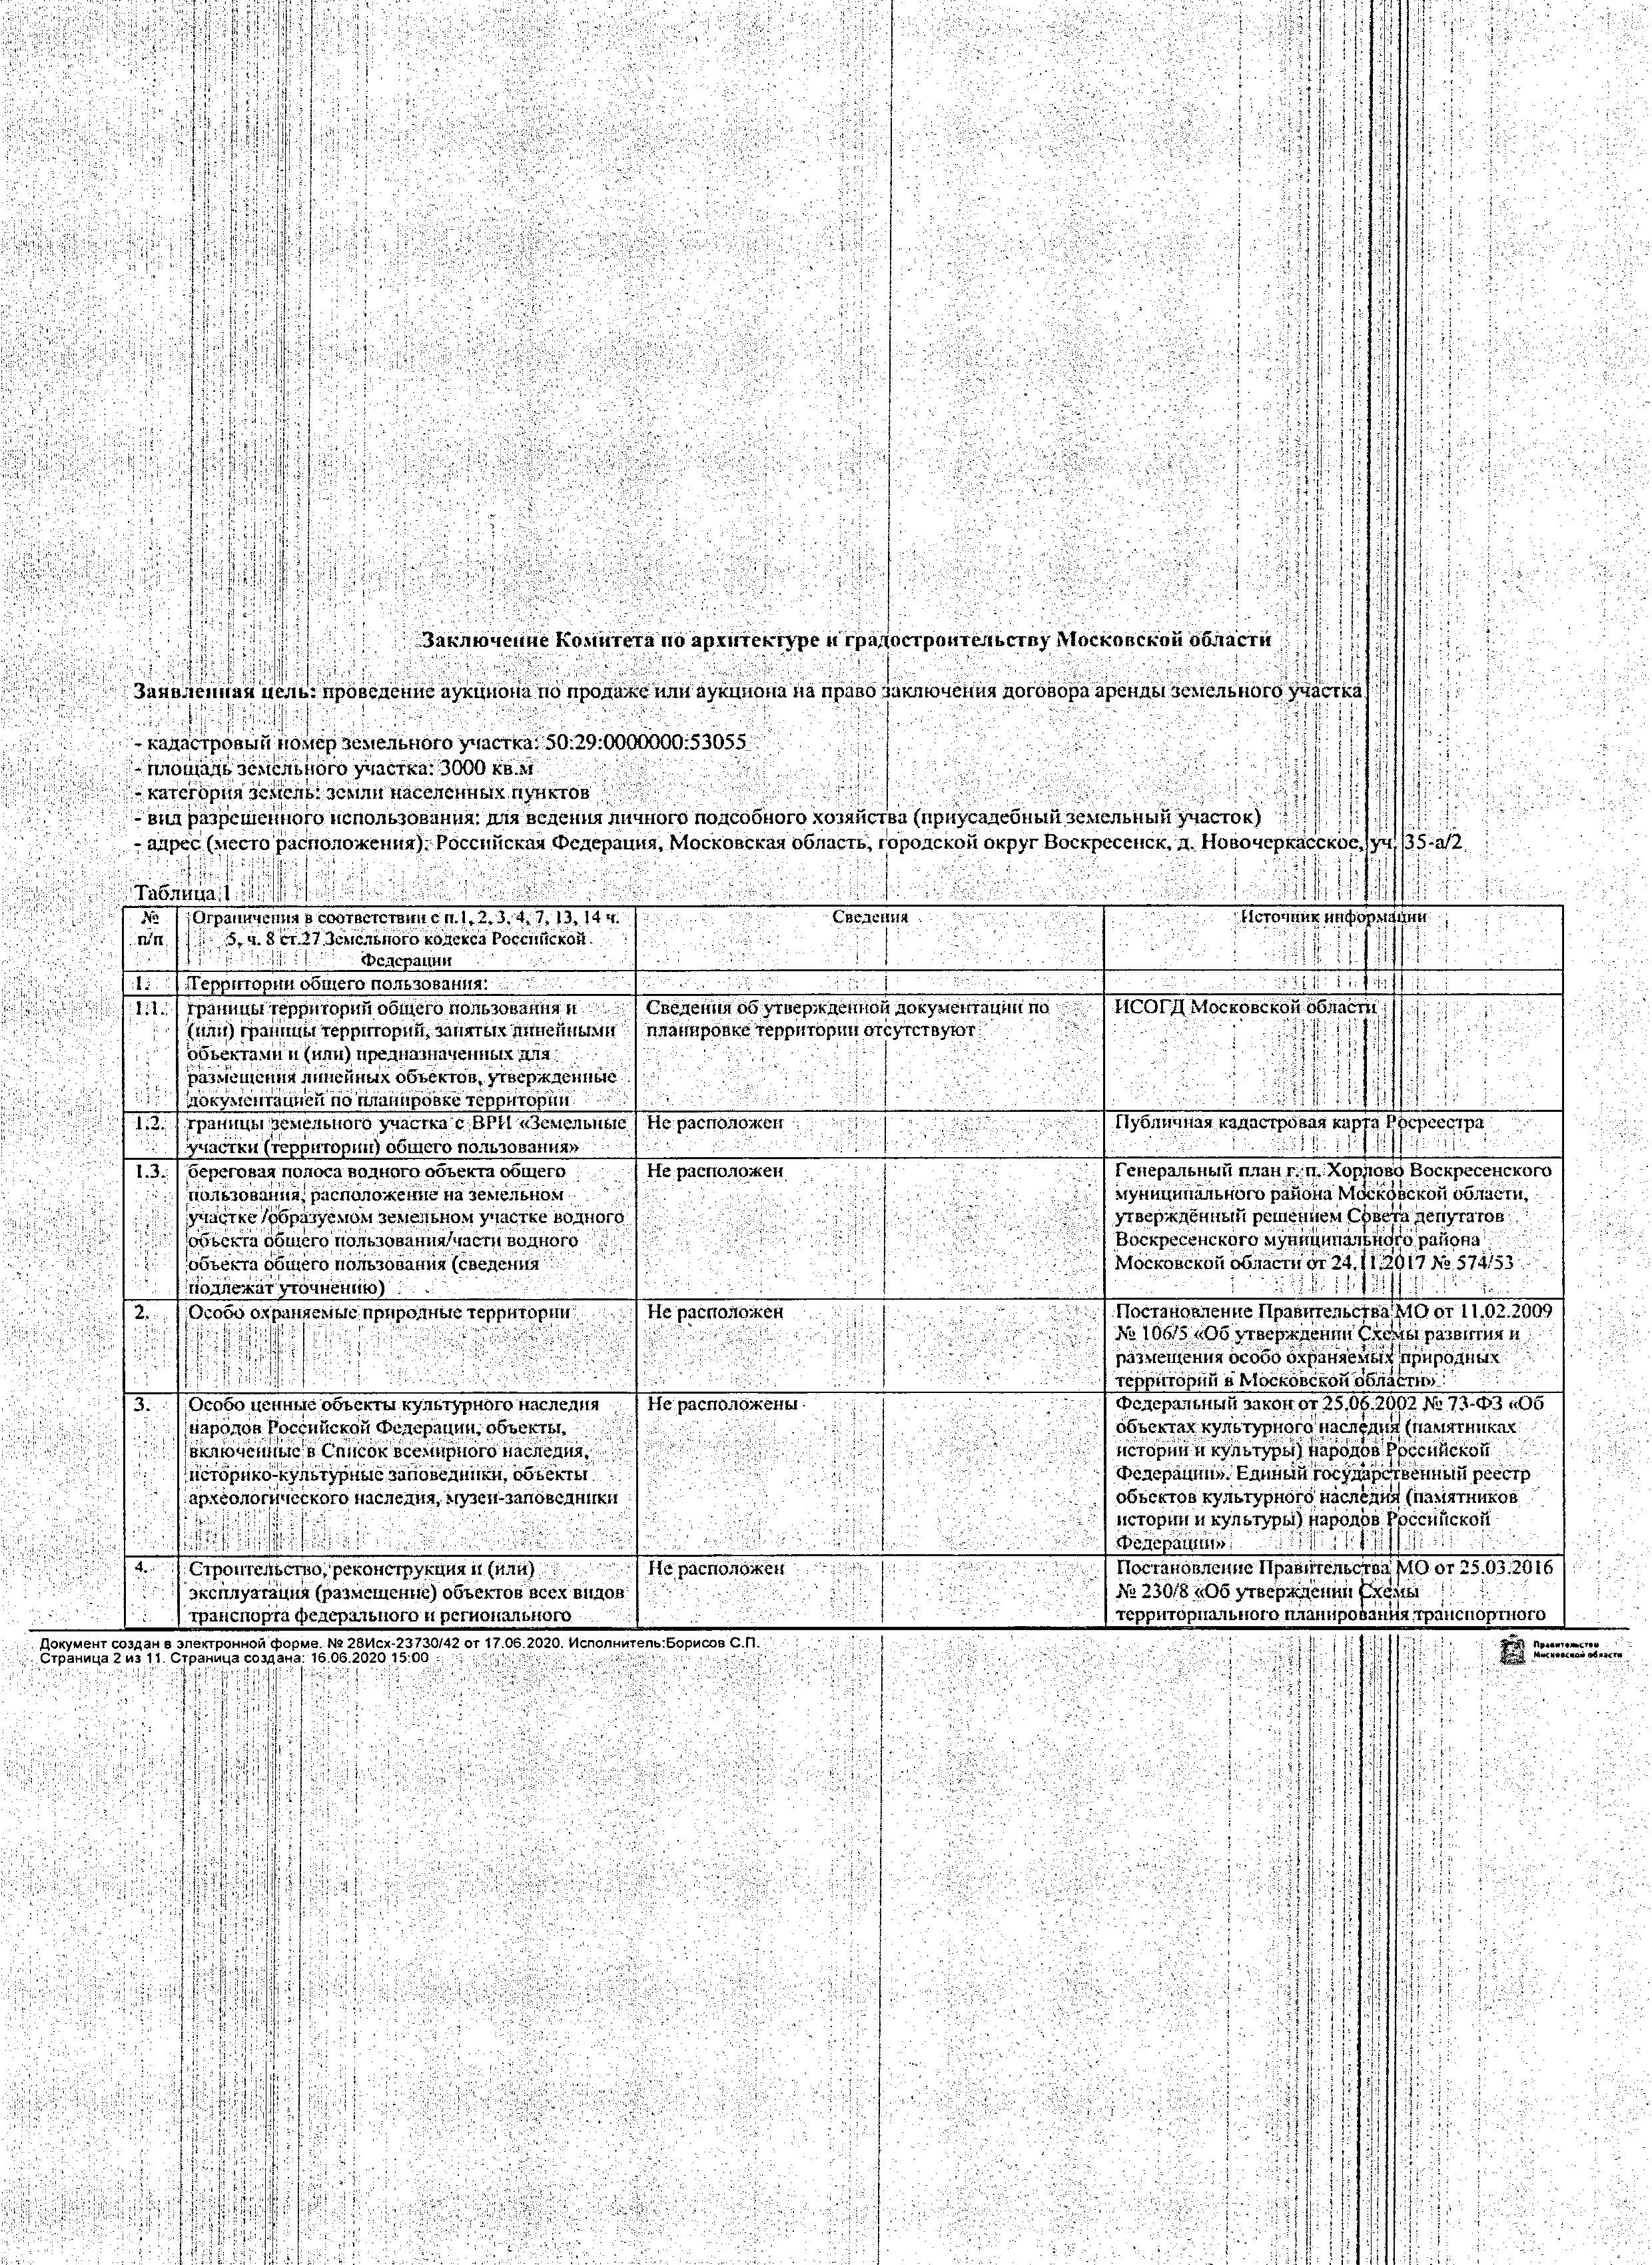 Заключение Комитета по архитектуре и градостроительству Московской области
Заявленная цель: проведение аукциона по продаже или аукциона на право заключения договора аренды земельного участка
- кадастровый номер земельного участка: 50:29:0000000:53055
- площадь земельного участка: 3000 кв.м
- категория земель: земли населенных пунктов
- вид разрешенного использования: для ведения личного подсобного хозяйства (приусадебный земельный участок)
- адрес (место расположения): Российская Федерация, Московская область, городской округ Воскресенск, д. Новочеркасское, уч. 35-а/2
Таблица 1
№
п/п
Ограничения в соответствии с п.1, 2, 3, 4, 7, 13, 14 ч.
5, ч. 8 ст.27 Земельного кодекса Российской
Федерации
Сведения
Источник информации
1.
Территории общего пользования:
1.1.
границы территорий общего пользования и
(или) границы территорий, занятых линейными
объектами и (или) предназначенных для
размещения линейных объектов, утвержденные
документацией по планировке территории
Сведения об утвержденной документации по
планировке территории отсутствуют
ИСОГД Московской области
1.2.
границы земельного участка с ВРИ «Земельные
участки (территории) общего пользования»
Не расположен
Публичная кадастровая карта Росреестра
1.3.
береговая полоса водного объекта общего
пользования, расположение на земельном
участке /образуемом земельном участке водного
объекта общего пользования/части водного
объекта общего пользования (сведения
подлежат уточнению)
Не расположен
Генеральный план г. п. Хорлово Воскресенского
муниципального района Московской области,
утверждённый решением Совета депутатов
Воскресенского муниципального района
Московской области от 24.11.2017 № 574/53
2.
Особо охраняемые природные территории
Не расположен
Постановление Правительства МО от 11.02.2009
№ 106/5 «Об утверждении Схемы развития и
размещения особо охраняемых природных
территорий в Московской области»
3.
Особо ценные объекты культурного наследия
народов Российской Федерации, объекты,
включенные в Список всемирного наследия,
историко-культурные заповедники, объекты
археологического наследия, музеи-заповедники
Не расположены
Федеральный закон от 25.06.2002 № 73-ФЗ «Об
объектах культурного наследия (памятниках
истории и культуры) народов Российской
Федерации». Единый государственный реестр
объектов культурного наследия (памятников
истории и культуры) народов Российской
Федерации»
4.
Строительство, реконструкция и (или)
эксплуатация (размещение) объектов всех видов
транспорта федерального и регионального
Не расположен
Постановление Правительства МО от 25.03.2016
№ 230/8 «Об утверждении Схемы
территориального планирования транспортного
Документ создан в электронной форме. № 28Исх-23730/42 от 17.06.2020. Исполнитель:Борисов С.П.
Страница 2 из 11. Страница создана: 16.06.2020 15:00
Правительство
Московской области